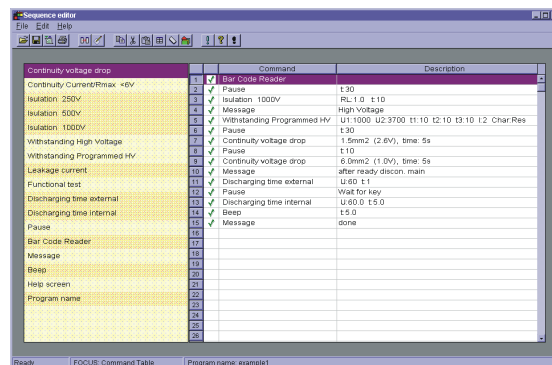 Sequence editor
File Edit Help
Continuity voltage drop
Continuity Current/Rmax <6V
Isulation 250V
Isulation 500V
Isulation 1000V
Withstanding High Voltage
Withstanding Programmed HV
Leakage current
Functional test
Discharging time external
Discharging time internal
Pause
Bar Code Reader
Message
Beep
Help screen
Program name
Command Description
1 Bar Code Reader
2 Pause t:30
3 Isulation 1000V RL:1.0 t:10
4 Message High Voltage
5 Withstanding Programmed HV U1:1000 U2:3700 t1:10 t2:10 t3:10 I:2 Char:Res
6 Pause t:30
7 Continuity voltage drop 1.5mm2 (2.6V), time: 5s
8 Pause t:10
9 Continuity voltage drop 6.0mm2 (1.0V), time: 5s
10 Message after ready discon. main
11 Discharging time external U:60 t:1
12 Pause Wait for key
13 Discharging time internal U:60.0 t:5.0
14 Beep t:5.0
15 Message done
16
17
18
19
20
21
22
23
24
25
26
Ready FOCUS: Command Table Program name: example1